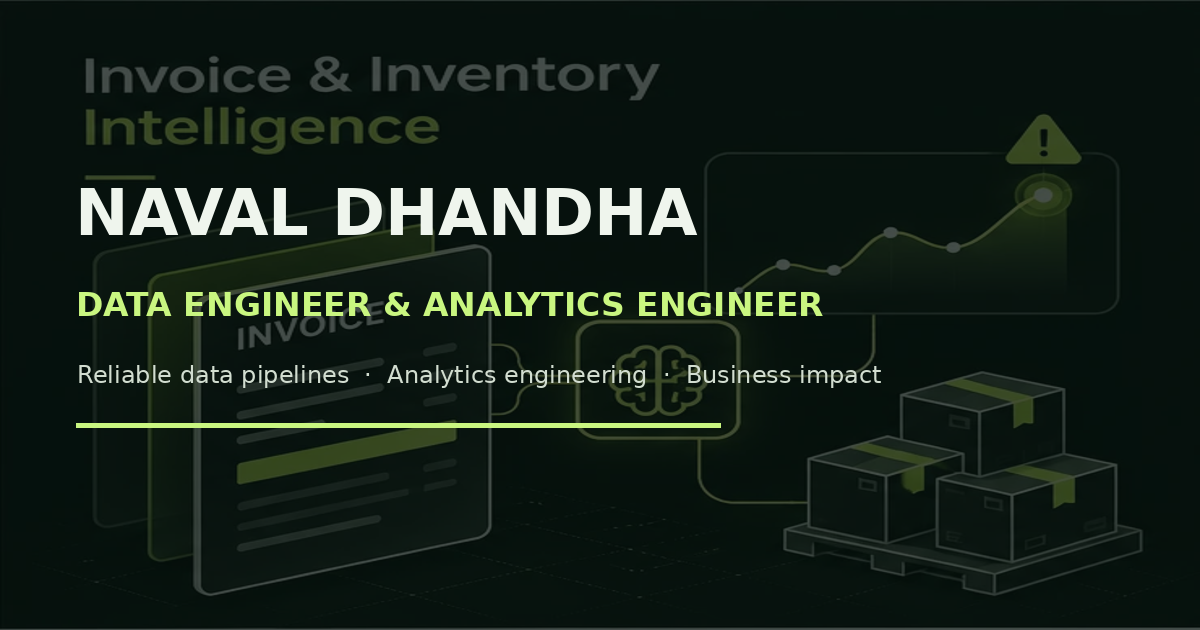 Invoice & Inventory
Intelligence
NAVAL DHANDHA
DATA ENGINEER & ANALYTICS ENGINEER
INVOICE
Reliable data pipelines · Analytics engineering · Business impact
!